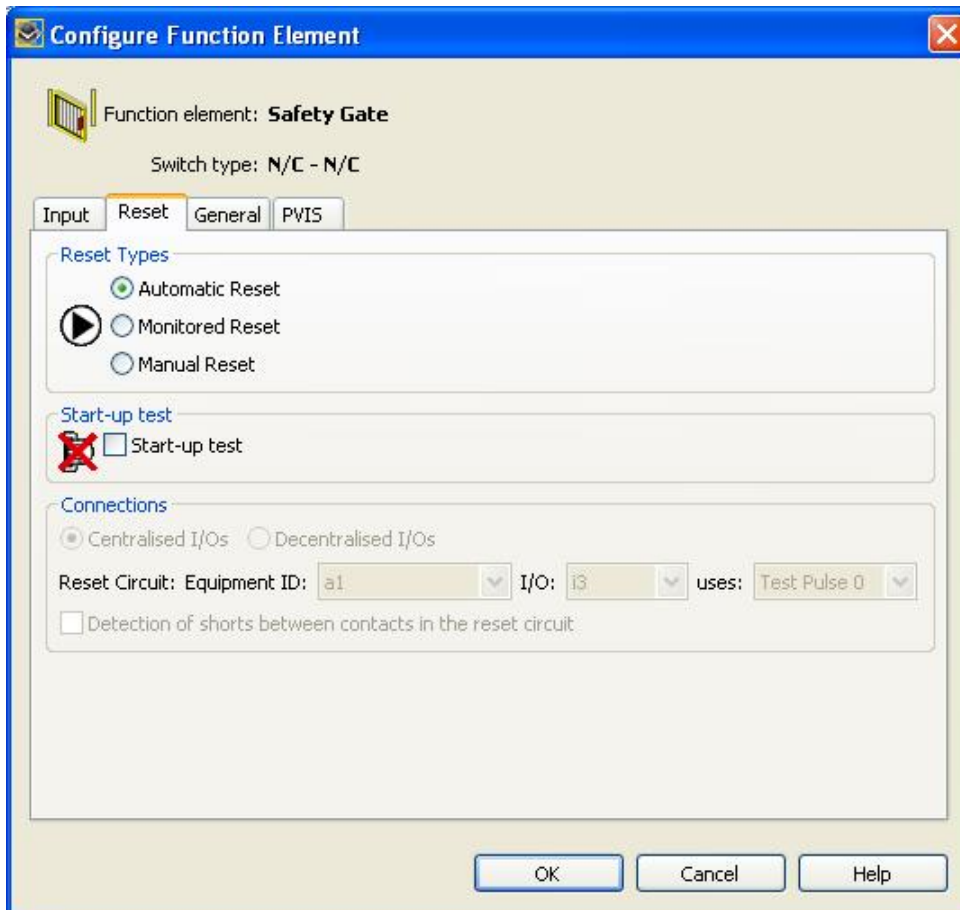 Configure Function Element
Function element: Safety Gate
Switch type: N/C - N/C
Input Reset General PVIS
Reset Types
Automatic Reset
Monitored Reset
Manual Reset
Start-up test
Start-up test
Connections
Centralised I/Os Decentralised I/Os
Reset Circuit: Equipment ID: a1 I/O: i3 uses: Test Pulse 0
Detection of shorts between contacts in the reset circuit
OK Cancel Help